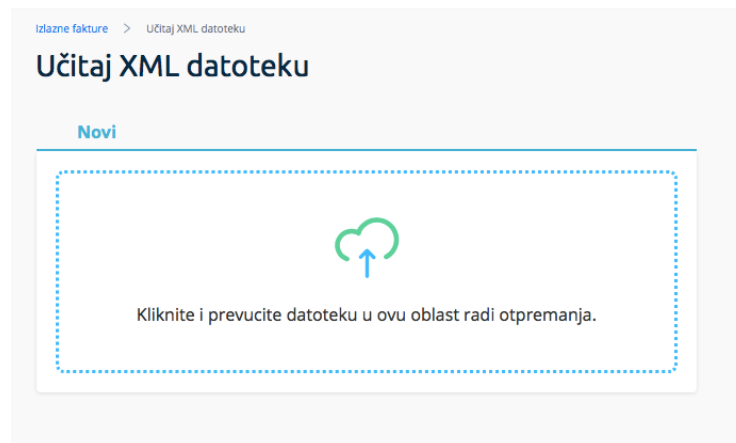 Izlazne fakture > Učitaj XML datoteku
Učitaj XML datoteku
Novi
Kliknite i prevucite datoteku u ovu oblast radi otpremanja.